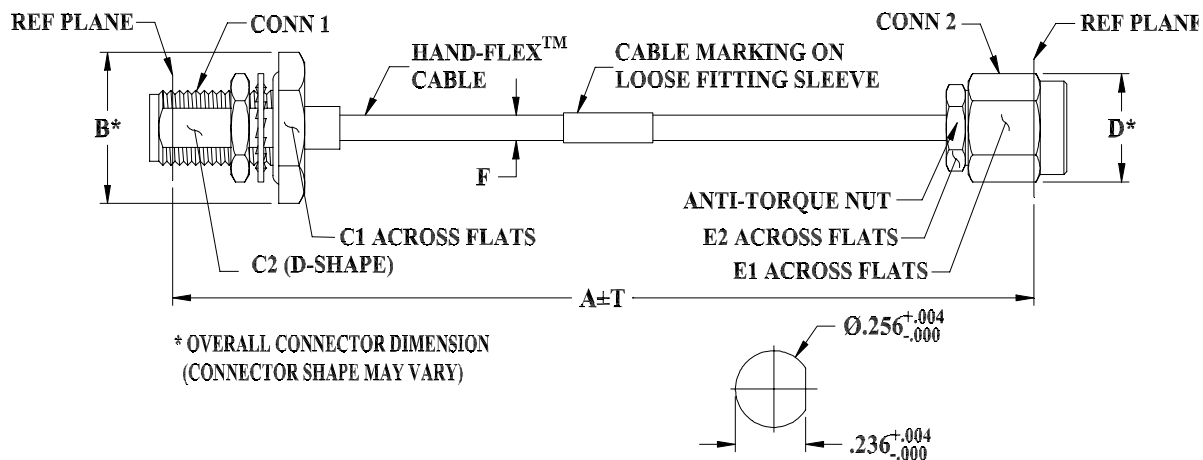 REF PLANE
CONN 1
HAND-FLEX™
CABLE
CABLE MARKING ON
LOOSE FITTING SLEEVE
CONN 2
REF PLANE
B*
D*
F
ANTI-TORQUE NUT
C1 ACROSS FLATS
E2 ACROSS FLATS
C2 (D-SHAPE)
E1 ACROSS FLATS
A±T
* OVERALL CONNECTOR DIMENSION
(CONNECTOR SHAPE MAY VARY)
Ø.256 +.004 -.000
.236 +.004 -.000